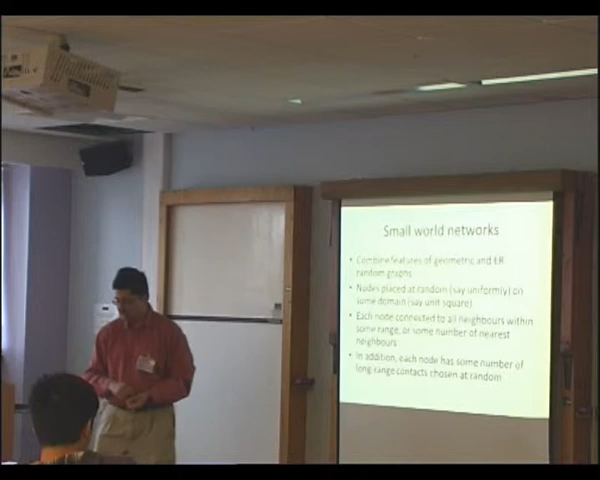 Small world networks
• Combine features of geometric and ER
random graphs
• Nodes placed at random (say uniformly) on
some domain (say unit square)
• Each node connected to all neighbours within
some range, or some number of nearest
neighbours
• In addition, each node has some number of
long-range contacts chosen at random